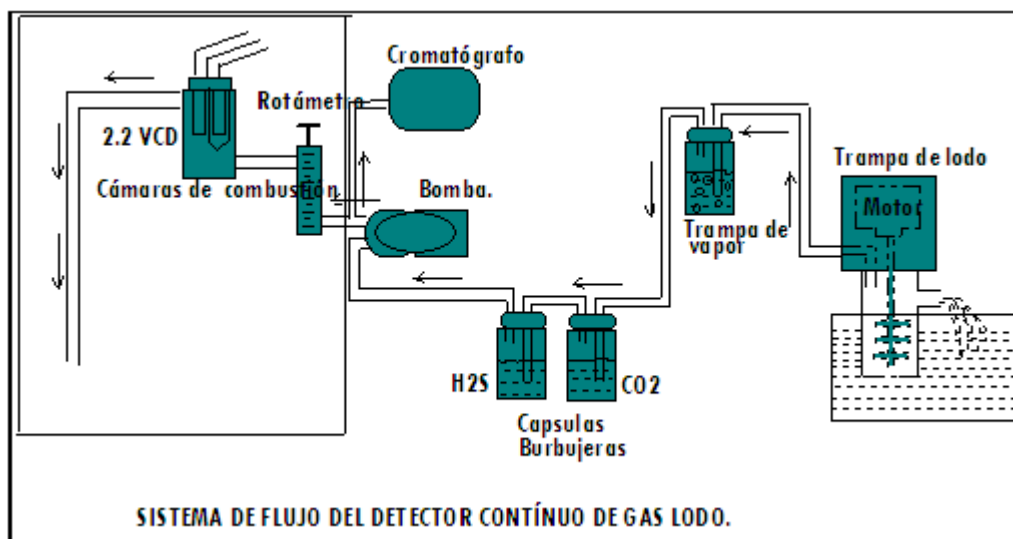 Cromatógrafo
Rotámetro
2.2 VCD
Cámaras de combustión
Bomba.
Trampa de lodo
Motor
Trampa de
vapor
H2S
CO2
Capsulas
Burbujeras
SISTEMA DE FLUJO DEL DETECTOR CONTÍNUO DE GAS LODO.